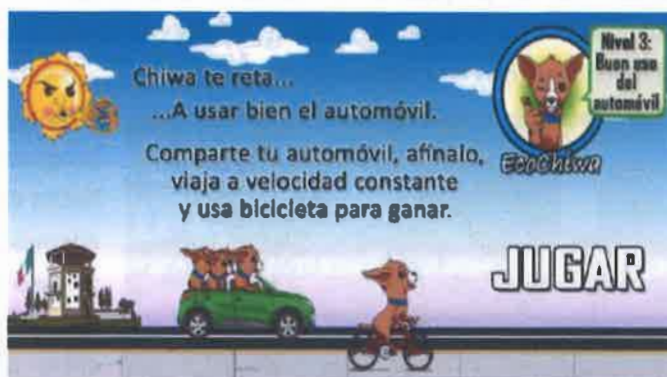 Chiwa te reta...
...A usar bien el automóvil.
Comparte tu automóvil, afínalo,
viaja a velocidad constante
y usa bicicleta para ganar.
Nivel 3:
Buen uso
del
automóvil
EcoChiwa
JUGAR